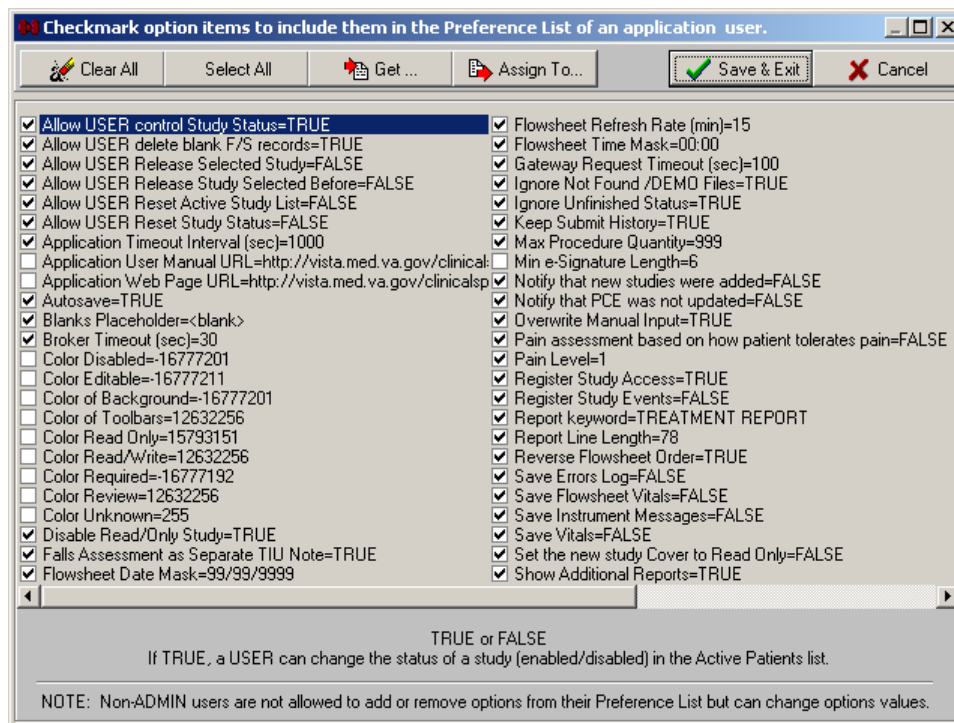 Checkmark option items to include them in the Preference List of an application user.
Clear All
Select All
Get ...
Assign To...
Save & Exit
Cancel
Allow USER control Study Status=TRUE
Allow USER delete blank F/S records=TRUE
Allow USER Release Selected Study=FALSE
Allow USER Release Study Selected Before=FALSE
Allow USER Reset Active Study List=FALSE
Allow USER Reset Study Status=FALSE
Application Timeout Interval (sec)=1000
Application User Manual URL=http://vista.med.va.gov/clinicals
Application Web Page URL=http://vista.med.va.gov/clinicalsp
Autosave=TRUE
Blanks Placeholder=<blank>
Broker Timeout (sec)=30
Color Disabled=-16777201
Color Editable=-16777211
Color of Background=-16777201
Color of Toolbars=12632256
Color Read Only=15793151
Color Read/Write=12632256
Color Required=-16777192
Color Review=12632256
Color Unknown=255
Disable Read/Only Study=TRUE
Falls Assessment as Separate TIU Note=TRUE
Flowsheet Date Mask=99/99/9999
Flowsheet Refresh Rate (min)=15
Flowsheet Time Mask=00:00
Gateway Request Timeout (sec)=100
Ignore Not Found /DEMO Files=TRUE
Ignore Unfinished Status=TRUE
Keep Submit History=TRUE
Max Procedure Quantity=999
Min e-Signature Length=6
Notify that new studies were added=FALSE
Notify that PCE was not updated=FALSE
Overwrite Manual Input=TRUE
Pain assessment based on how patient tolerates pain=FALSE
Pain Level=1
Register Study Access=TRUE
Register Study Events=FALSE
Report keyword=TREATMENT REPORT
Report Line Length=78
Reverse Flowsheet Order=TRUE
Save Errors Log=FALSE
Save Flowsheet Vitals=FALSE
Save Instrument Messages=FALSE
Save Vitals=FALSE
Set the new study Cover to Read Only=FALSE
Show Additional Reports=TRUE
TRUE or FALSE
If TRUE, a USER can change the status of a study (enabled/disabled) in the Active Patients list.
NOTE: Non-ADMIN users are not allowed to add or remove options from their Preference List but can change options values.